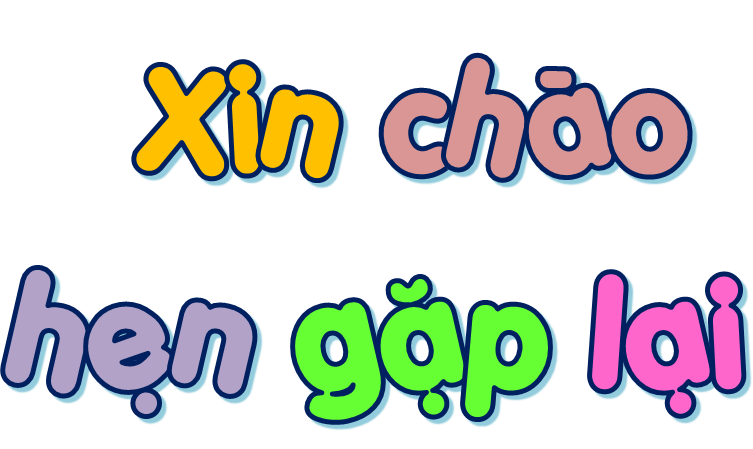 Xin chào
hẹn gặp lại